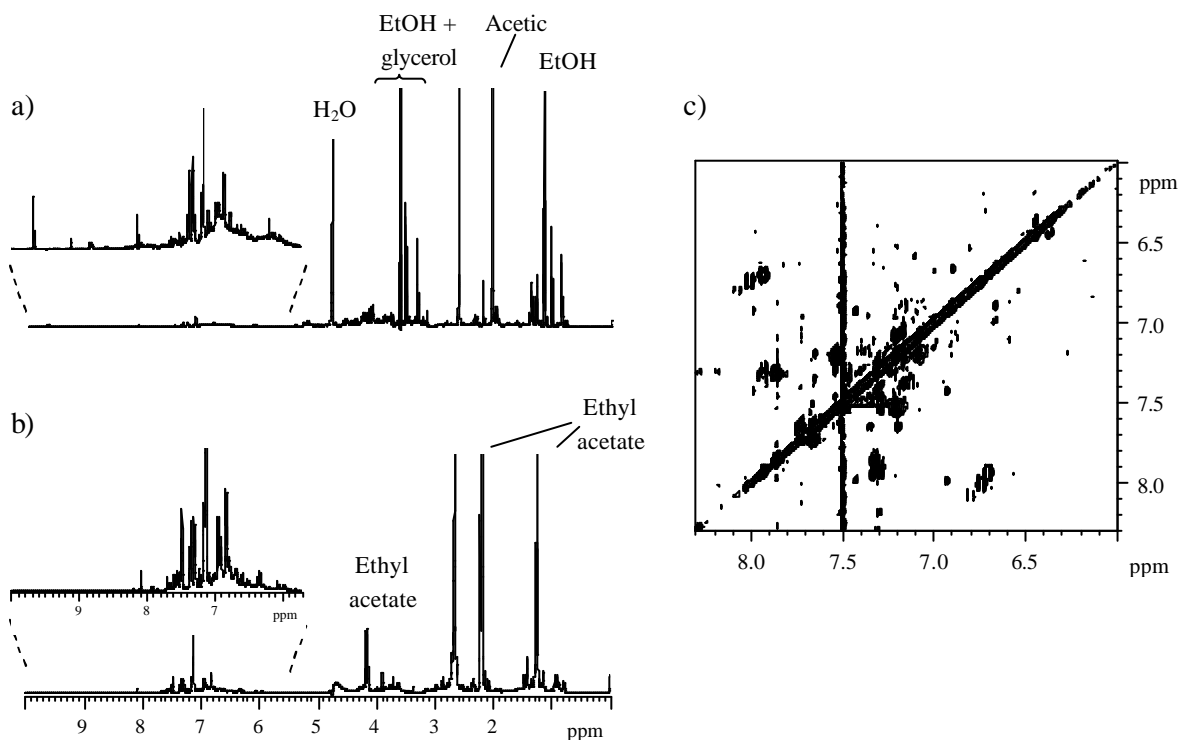 a)
H₂O
EtOH +
glycerol
Acetic
EtOH
b)
9 8 7 ppm
Ethyl
acetate
Ethyl
acetate
9 8 7 6 5 4 3 2 ppm
c)
ppm
6.5
7.0
7.5
8.0
8.0 7.5 7.0 6.5 ppm